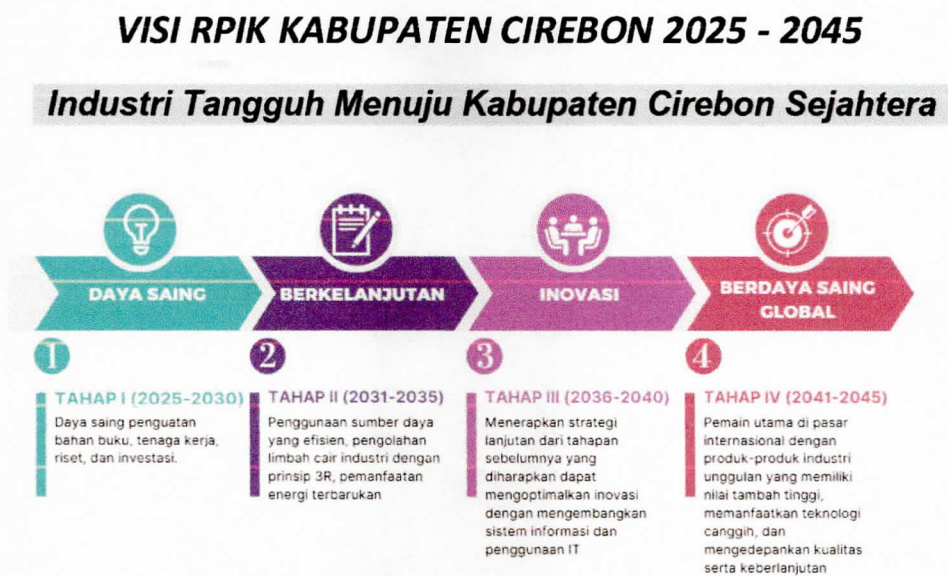 VISI RPIK KABUPATEN CIREBON 2025 - 2045
Industri Tangguh Menuju Kabupaten Cirebon Sejahtera
DAYA SAING
BERKELANJUTAN
INOVASI
BERDAYA SAING
GLOBAL
1
TAHAP I (2025-2030)
Daya saing penguatan
bahan buku, tenaga kerja,
riset, dan investasi.
2
TAHAP II (2031-2035)
Penggunaan sumber daya
yang efisien, pengolahan
limbah cair industri dengan
prinsip 3R, pemanfaatan
energi terbarukan
3
TAHAP III (2036-2040)
Menerapkan strategi
lanjutan dari tahapan
sebelumnya yang
diharapkan dapat
mengoptimalkan inovasi
dengan mengembangkan
sistem informasi dan
penggunaan IT
4
TAHAP IV (2041-2045)
Pemain utama di pasar
internasional dengan
produk-produk industri
unggulan yang memiliki
nilai tambah tinggi,
memanfaatkan teknologi
canggih, dan
mengedepankan kualitas
serta keberlanjutan